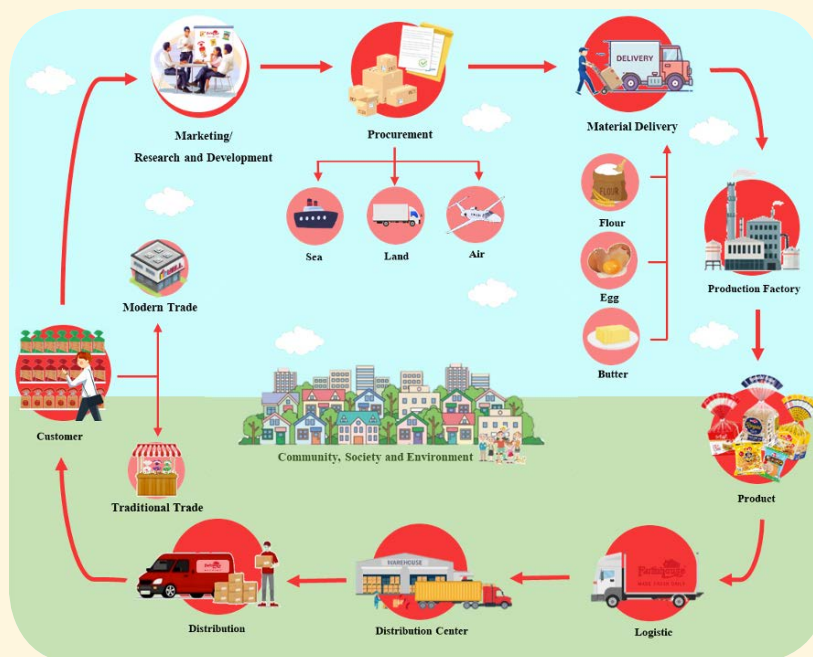 Marketing/
Research and Development
Procurement
DELIVERY
Material Delivery
Sea
Land
Air
FLOUR
Flour
Egg
Butter
Production Factory
Modern Trade
Customer
Traditional Trade
Community, Society and Environment
Product
Distribution
WAREHOUSE
Distribution Center
Farmhouse
Logistic